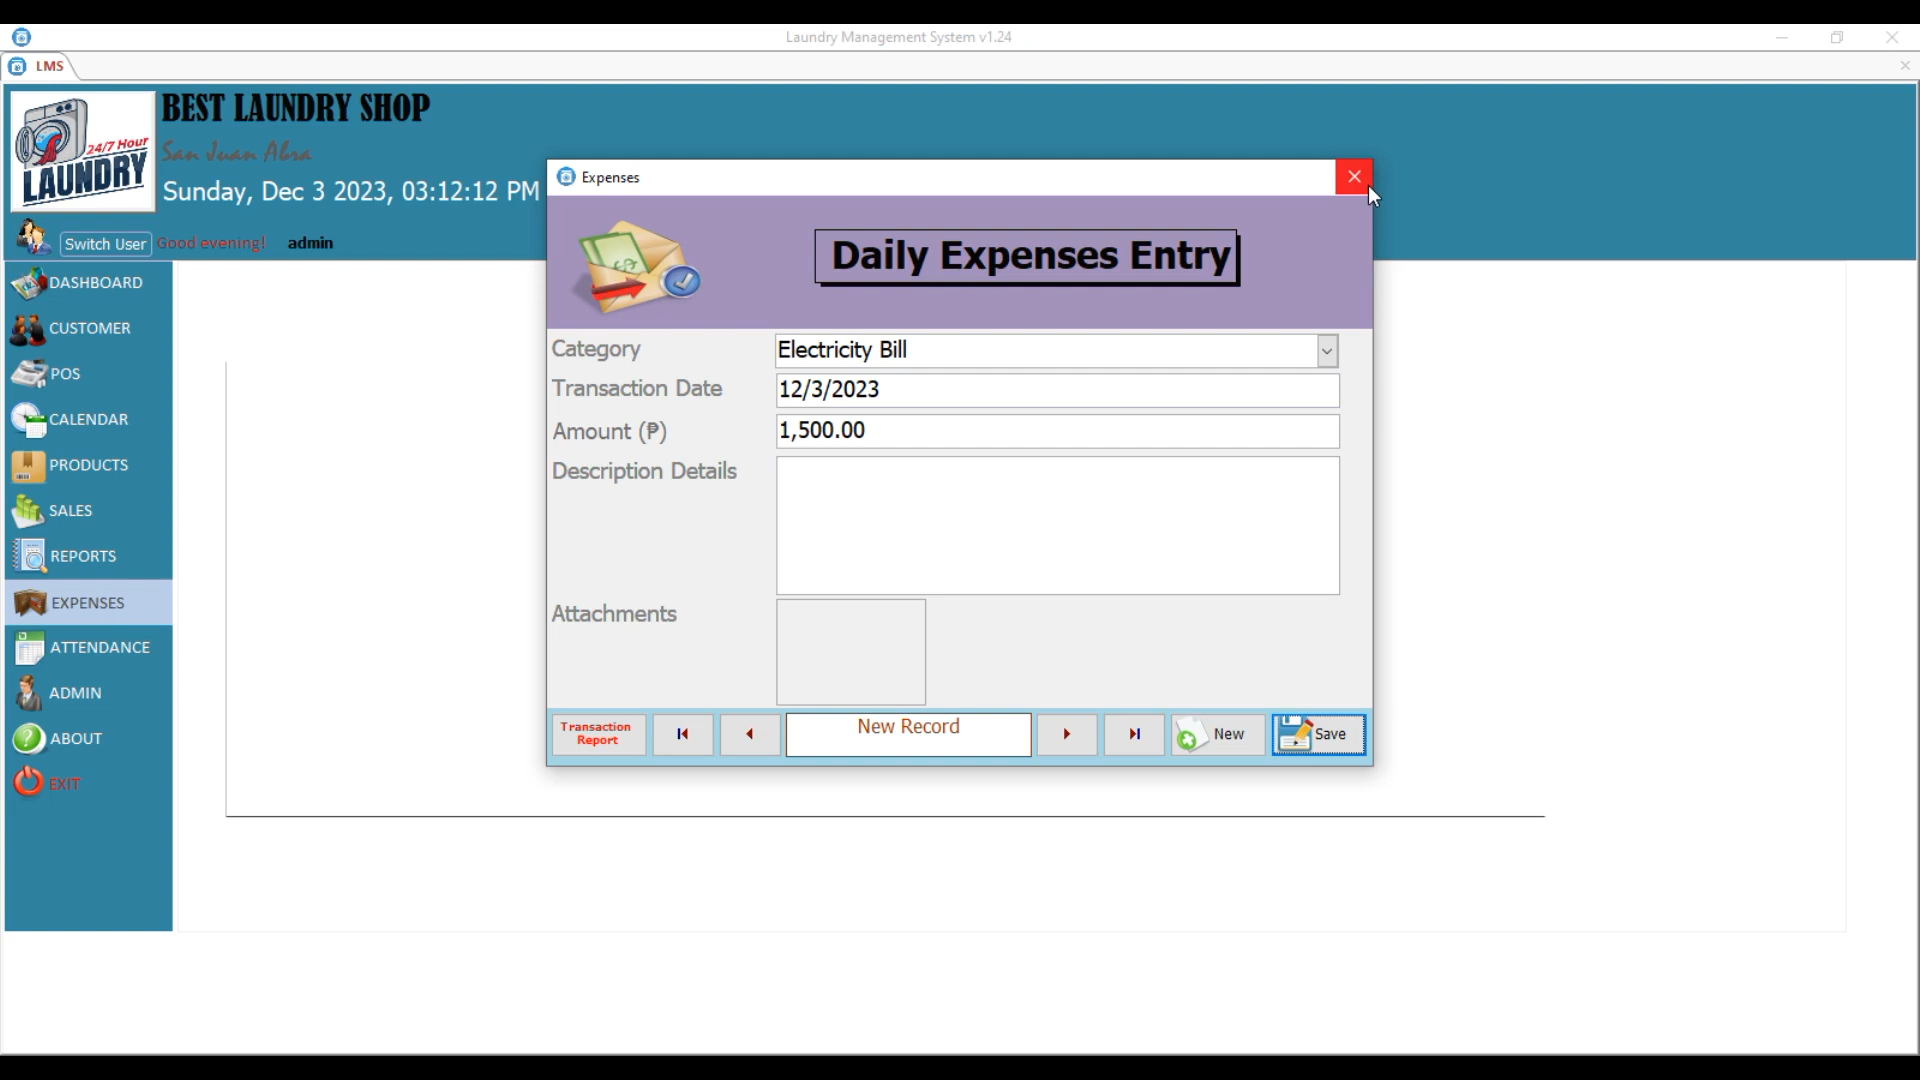 Laundry Management System v1.24
LMS
24/7 Hour
LAUNDRY
BEST LAUNDRY SHOP
San Juan Abra
Sunday, Dec 3 2023, 03:12:12 PM
Switch User Good evening! admin
DASHBOARD
CUSTOMER
POS
CALENDAR
PRODUCTS
SALES
REPORTS
EXPENSES
ATTENDANCE
ADMIN
ABOUT
EXIT
Expenses
Daily Expenses Entry
Category Electricity Bill
Transaction Date 12/3/2023
Amount (₱) 1,500.00
Description Details
Attachments
Transaction
Report
New Record
New
Save